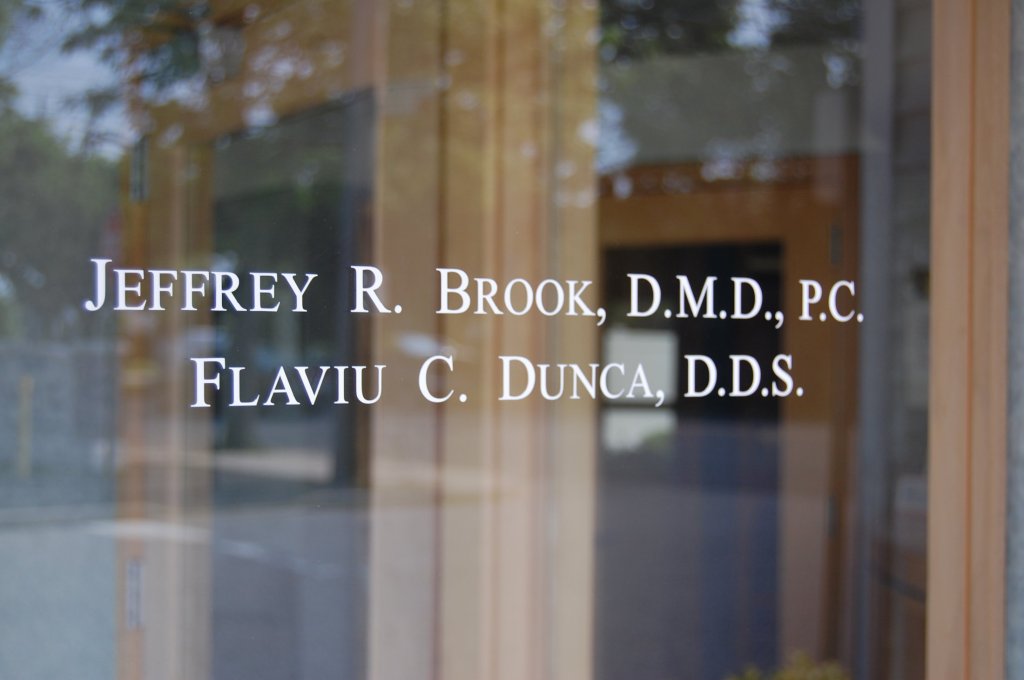 JEFFREY R. BROOK, D.M.D., P.C.
FLAVIU C. DUNCA, D.D.S.